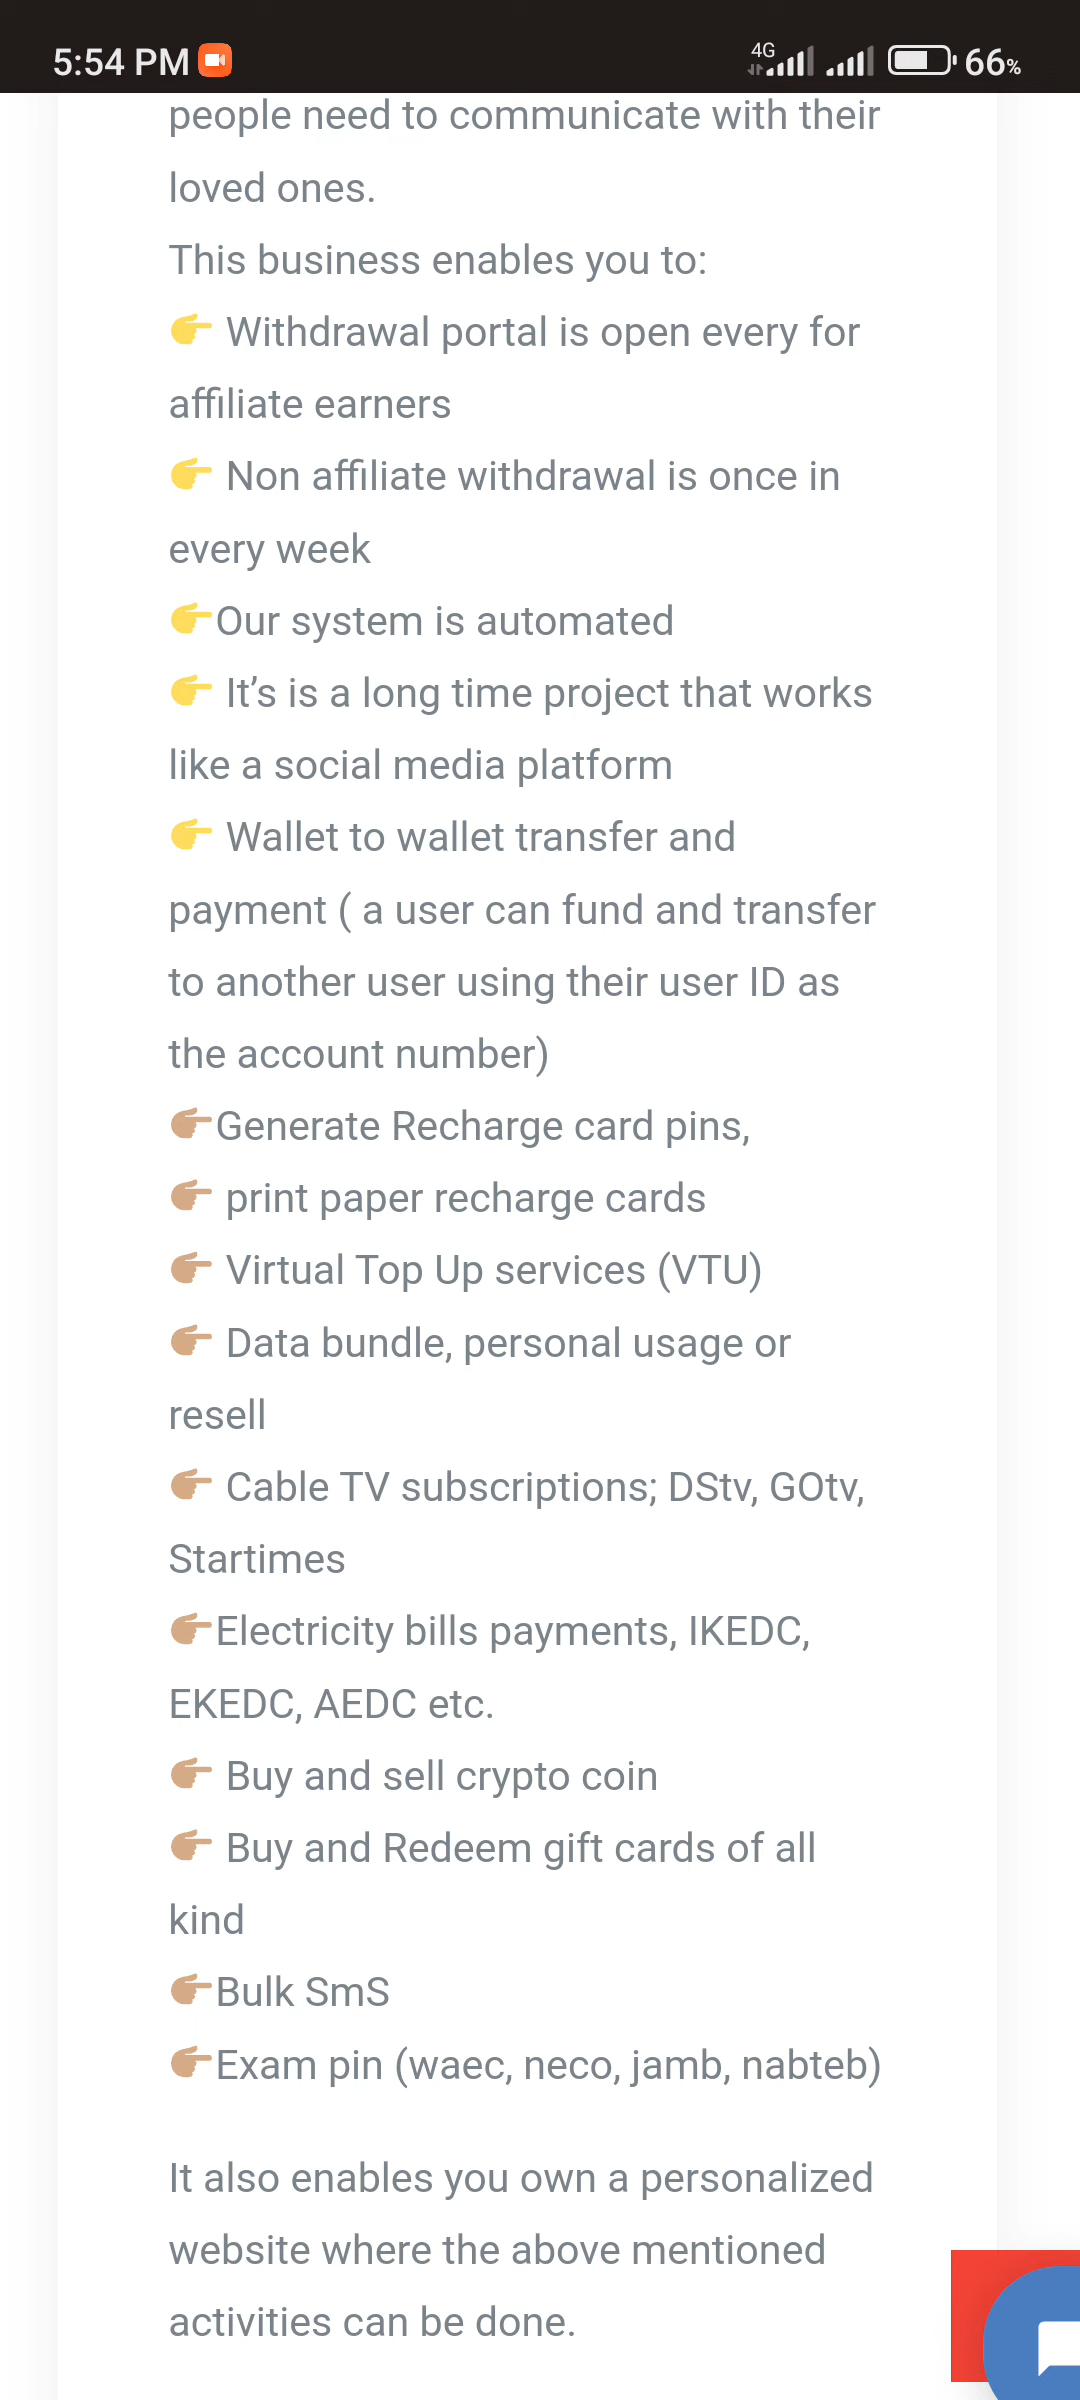 5:54 PM 4G 66%
people need to communicate with their
loved ones.
This business enables you to:
👉 Withdrawal portal is open every for
affiliate earners
👉 Non affiliate withdrawal is once in
every week
👉Our system is automated
👉 It’s is a long time project that works
like a social media platform
👉 Wallet to wallet transfer and
payment ( a user can fund and transfer
to another user using their user ID as
the account number)
👉🏽Generate Recharge card pins,
👉🏽 print paper recharge cards
👉🏽 Virtual Top Up services (VTU)
👉🏽 Data bundle, personal usage or
resell
👉🏽 Cable TV subscriptions; DStv, GOtv,
Startimes
👉🏽Electricity bills payments, IKEDC,
EKEDC, AEDC etc.
👉🏽 Buy and sell crypto coin
👉🏽 Buy and Redeem gift cards of all
kind
👉🏽Bulk SmS
👉🏽Exam pin (waec, neco, jamb, nabteb)
It also enables you own a personalized
website where the above mentioned
activities can be done.